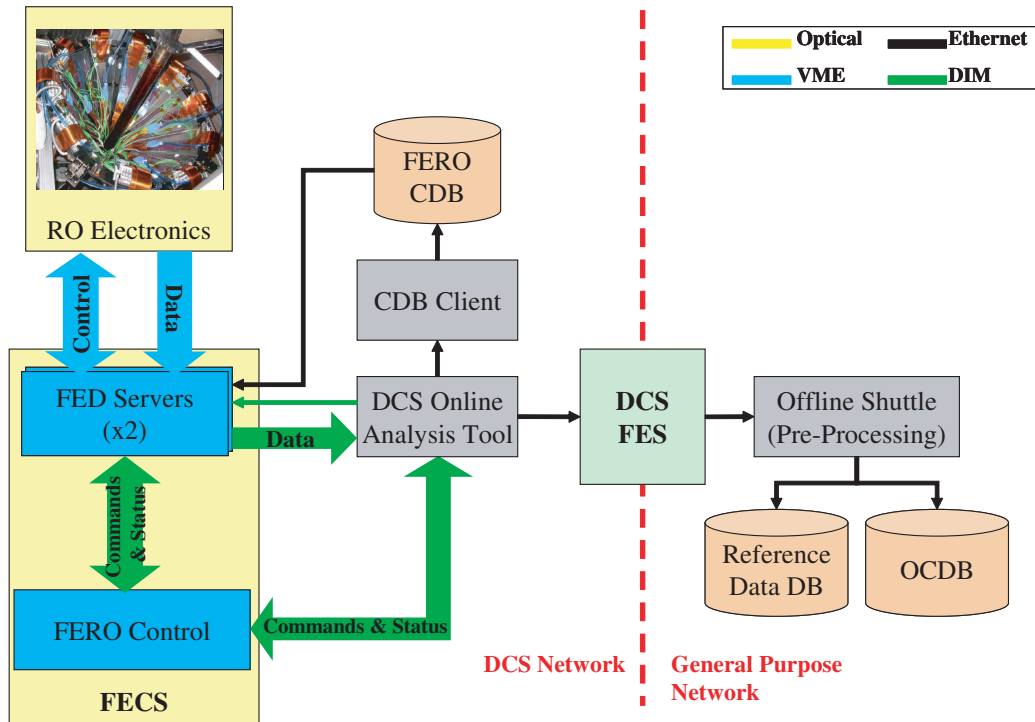 Optical
Ethernet
VME
DIM
RO Electronics
Control
Data
FERO
CDB
CDB Client
FED Servers
(x2)
Data
DCS Online
Analysis Tool
DCS
FES
Offline Shuttle
(Pre-Processing)
Commands
& Status
Reference
Data DB
OCDB
FERO Control
Commands & Status
FECS
DCS Network
General Purpose
Network